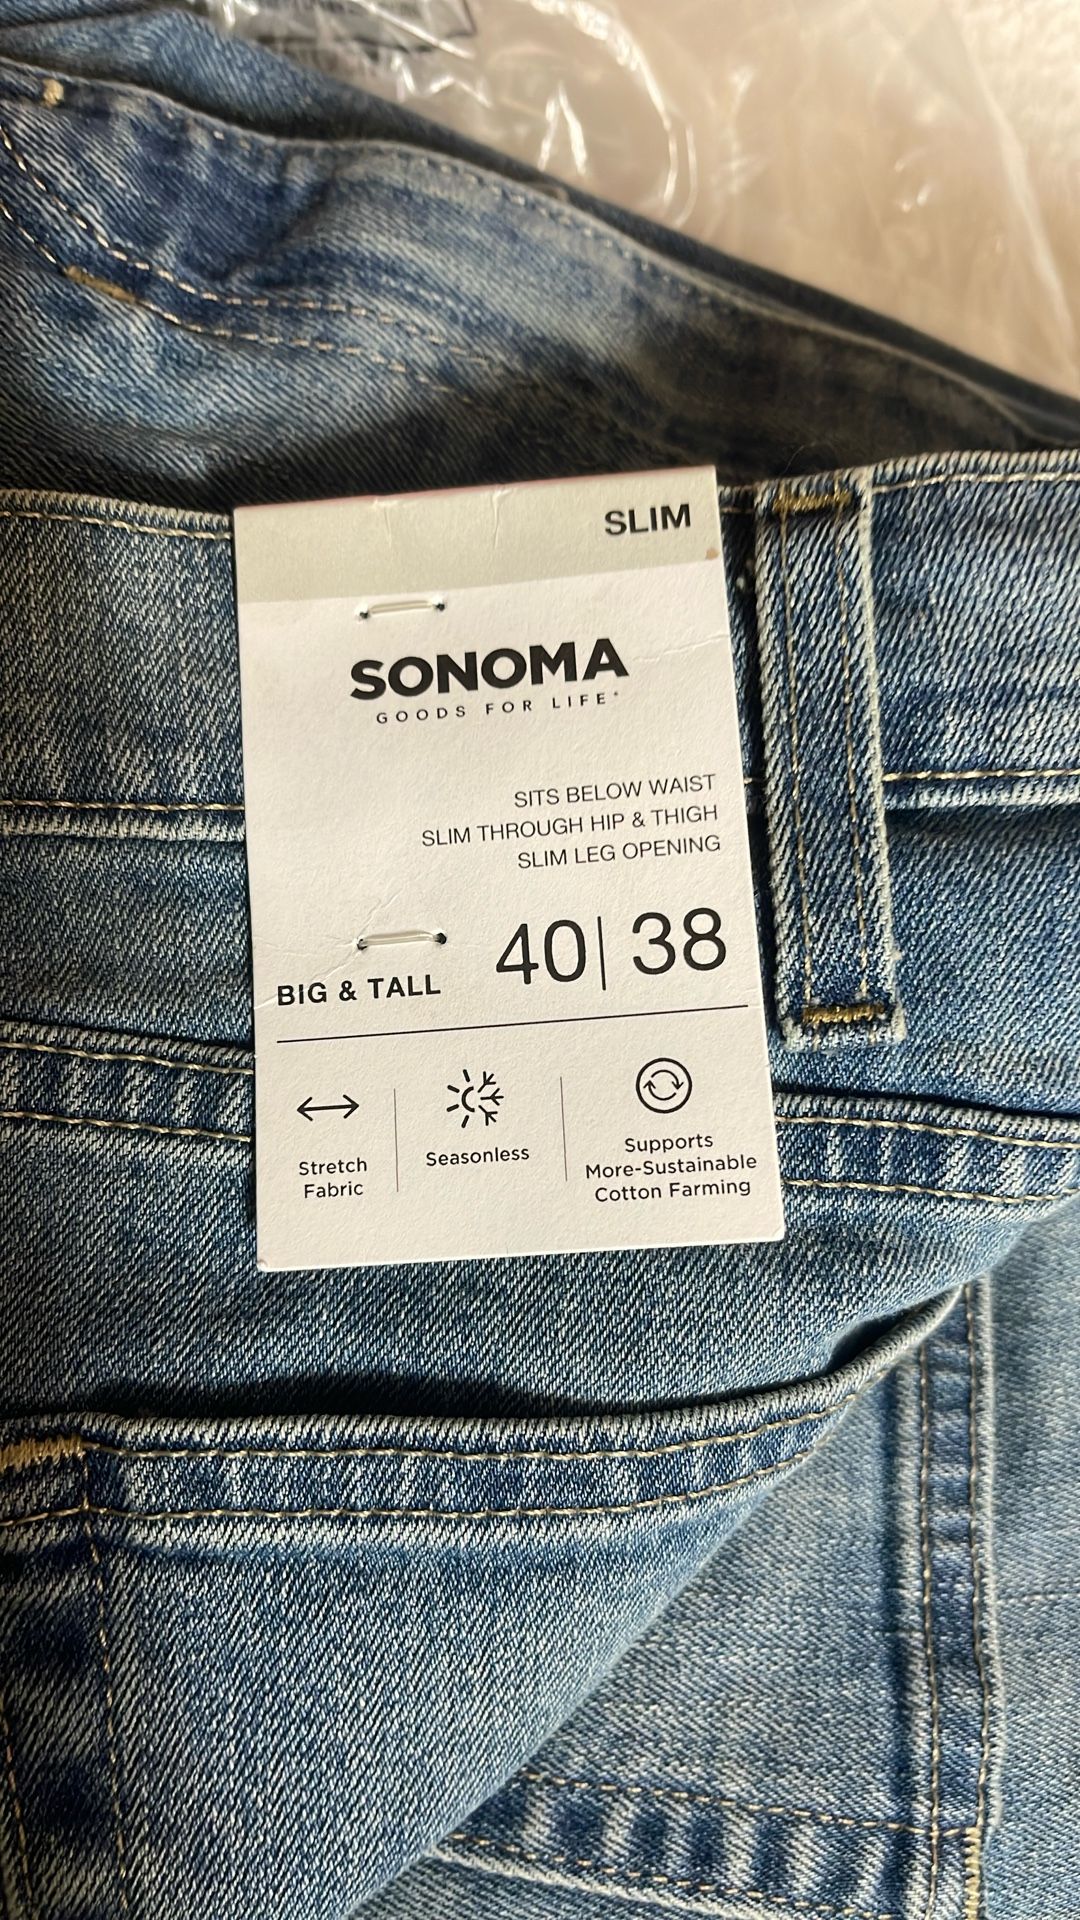 SLIM
SONOMA
GOODS FOR LIFE
SITS BELOW WAIST
SLIM THROUGH HIP & THIGH
SLIM LEG OPENING
BIG & TALL 40 | 38
Stretch
Fabric
Seasonless
Supports
More-Sustainable
Cotton Farming